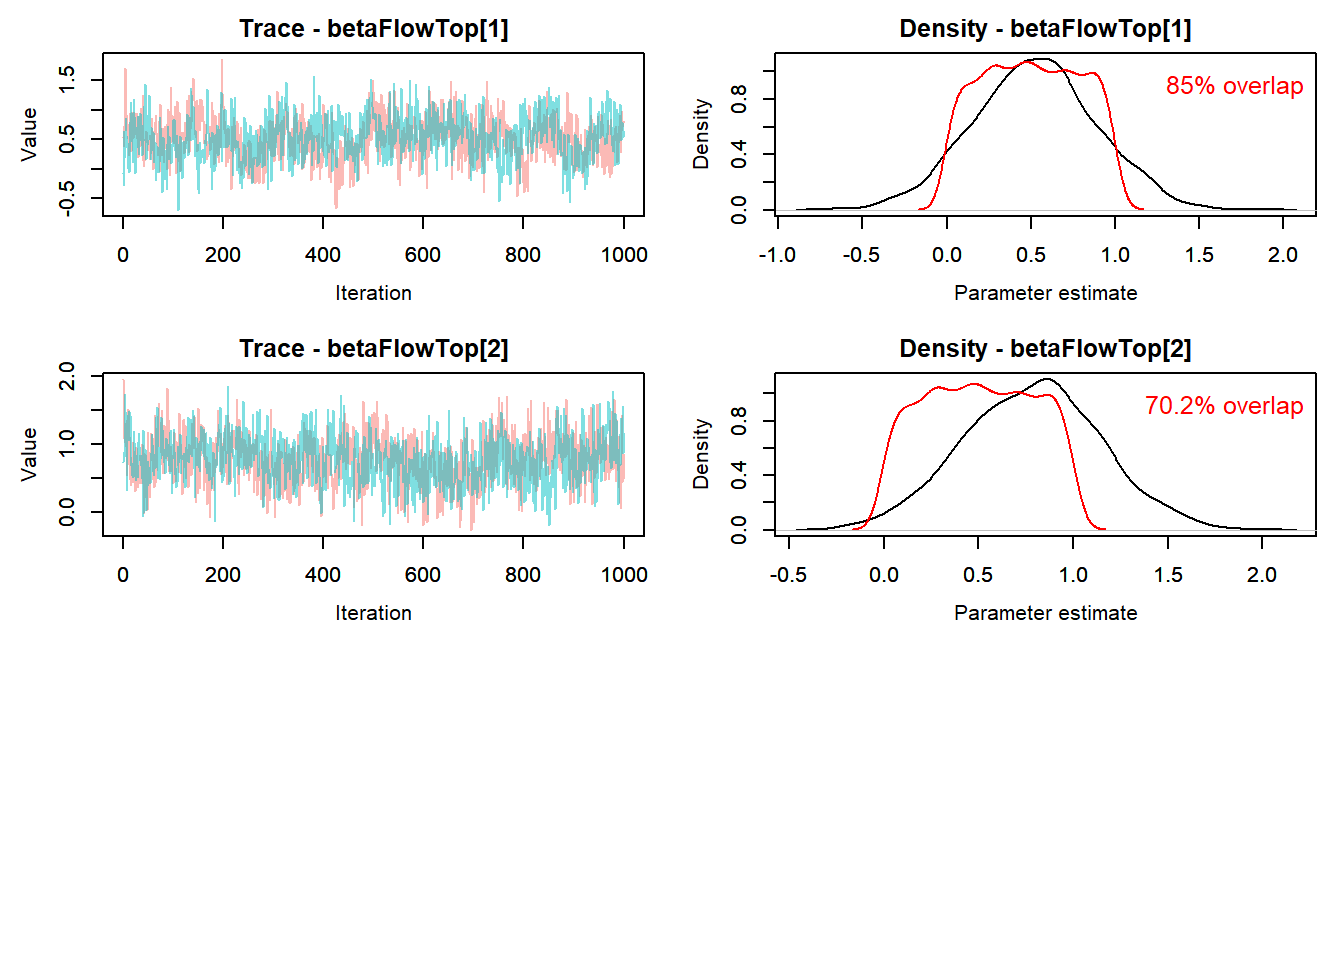 Trace - betaFlowTop[1]
Value
1.5
0.5
-0.5
0 200 400 600 800 1000
Iteration
Density - betaFlowTop[1]
85% overlap
Density
0.8
0.4
0.0
-1.0 -0.5 0.0 0.5 1.0 1.5 2.0
Parameter estimate
Trace - betaFlowTop[2]
Value
2.0
1.0
0.0
0 200 400 600 800 1000
Iteration
Density - betaFlowTop[2]
70.2% overlap
Density
0.8
0.4
0.0
-0.5 0.0 0.5 1.0 1.5 2.0
Parameter estimate